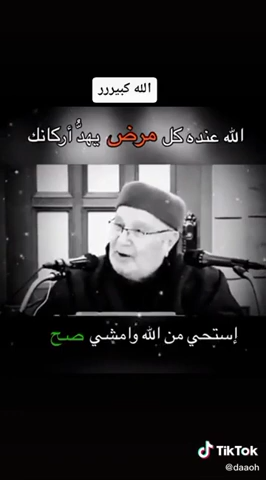 الله كبيررر
الله عنده كل مرض يهدُّ أركانك
إستحي من الله وامشي صح
TikTok
@daaoh